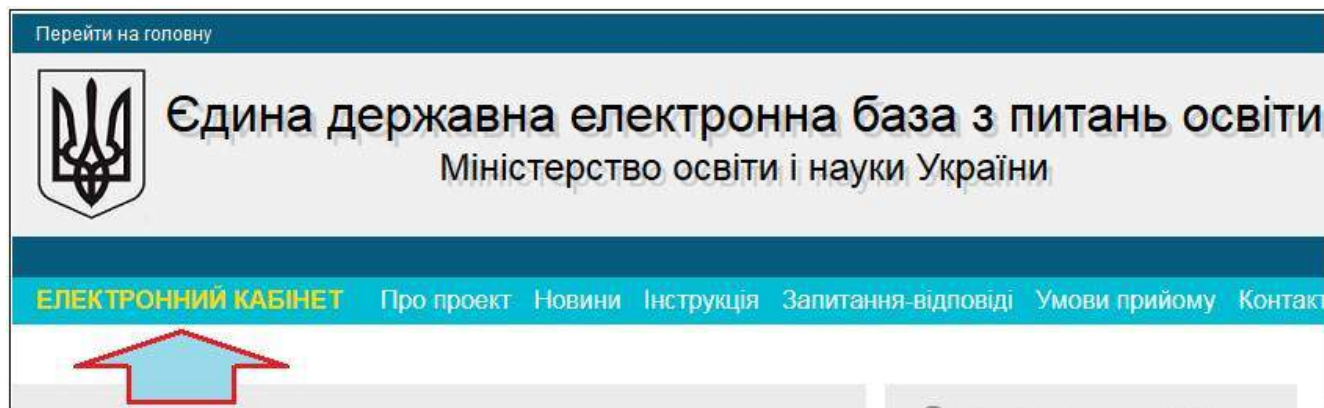 Перейти на головну
Єдина державна електронна база з питань освіти
Міністерство освіти і науки України
ЕЛЕКТРОННИЙ КАБІНЕТ Про проект Новини Інструкція Запитання-відповіді Умови прийому Контакт